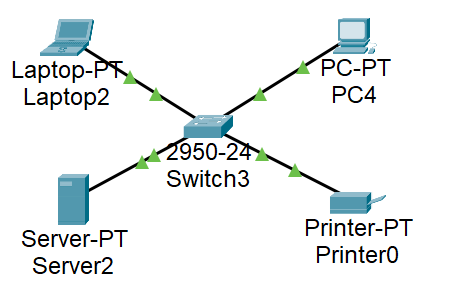 Laptop-PT
Laptop2
PC-PT
PC4
2950-24
Switch3
Server-PT
Server2
Printer-PT
Printer0